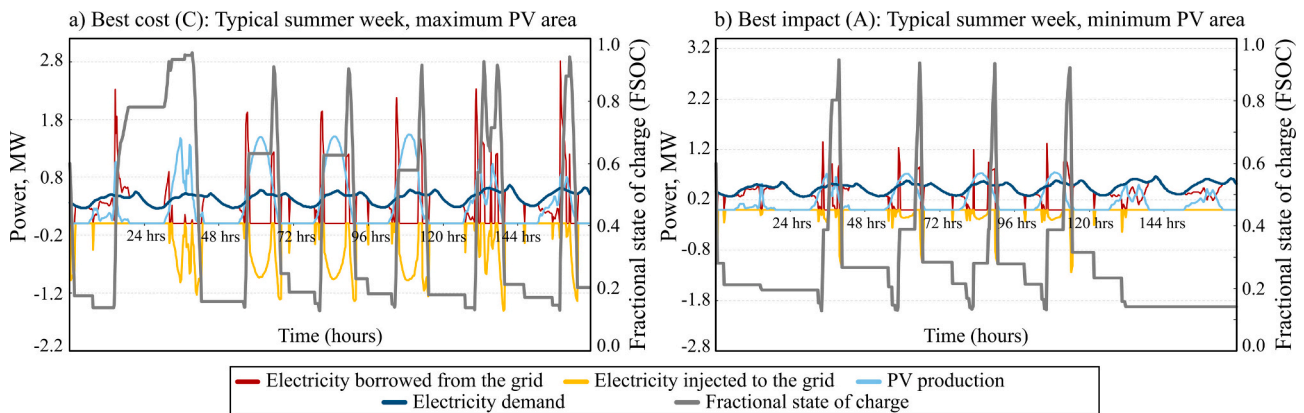 a) Best cost (C): Typical summer week, maximum PV area
b) Best impact (A): Typical summer week, minimum PV area
Power, MW
2.8
1.8
0.8
-0.2
-1.2
-2.2
24 hrs
48 hrs
72 hrs
96 hrs
120 hrs
144 hrs
Time (hours)
1.0
0.8
0.6
0.4
0.2
0.0
Fractional state of charge (FSOC)
Power, MW
3.2
2.2
1.2
0.2
-0.8
-1.8
-2.8
24 hrs
48 hrs
72 hrs
96 hrs
120 hrs
144 hrs
Time (hours)
1.0
0.8
0.6
0.4
0.2
0.0
Fractional state of charge (FSOC)
Electricity borrowed from the grid
Electricity injected to the grid
PV production
Electricity demand
Fractional state of charge